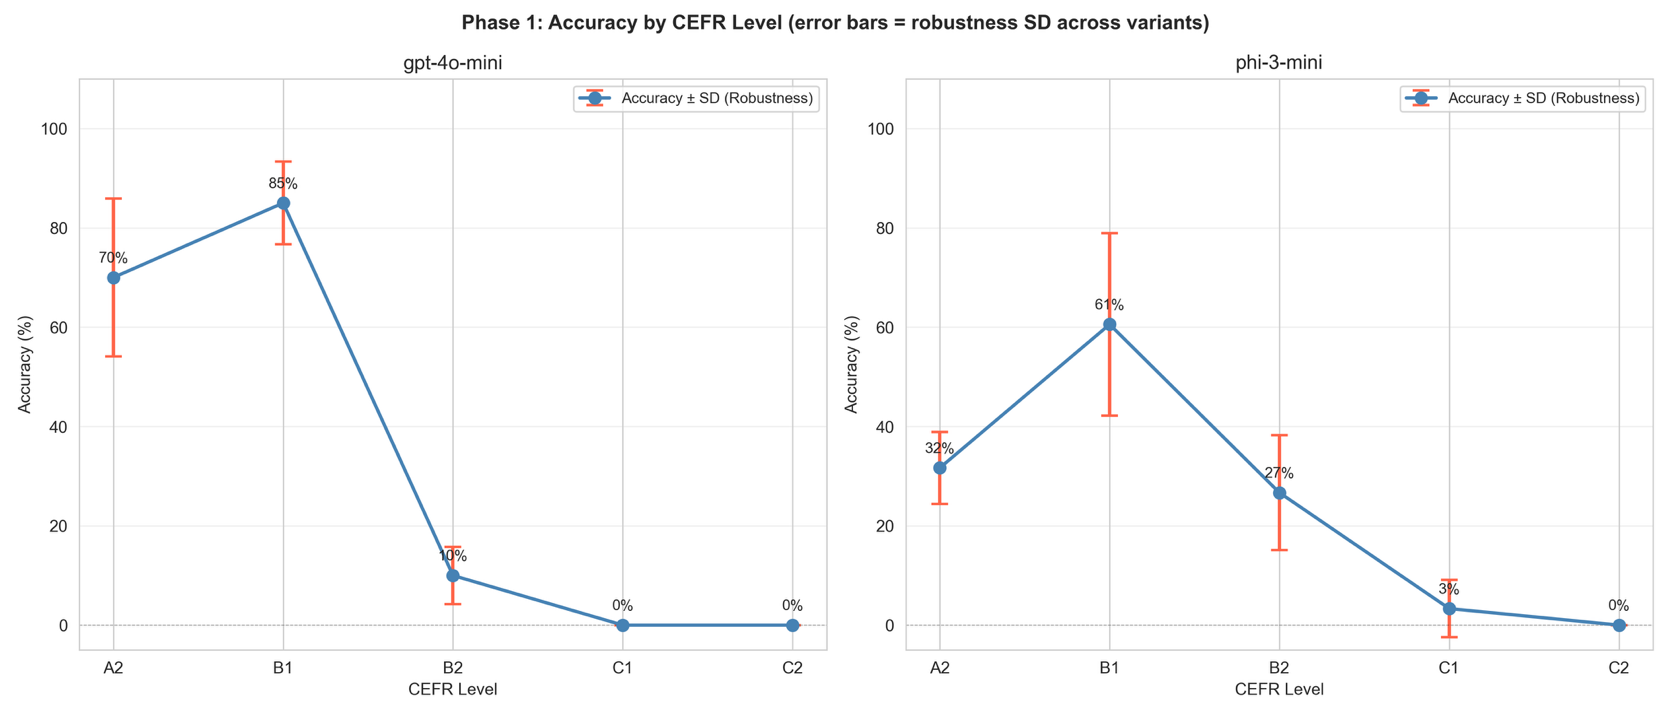 Phase 1: Accuracy by CEFR Level (error bars = robustness SD across variants)
gpt-4o-mini
Accuracy ± SD (Robustness)
Accuracy (%)
100
80
60
40
20
0
70%
85%
10%
0%
0%
A2
B1
B2
C1
C2
CEFR Level
phi-3-mini
Accuracy ± SD (Robustness)
Accuracy (%)
100
80
60
40
20
0
32%
61%
27%
3%
0%
A2
B1
B2
C1
C2
CEFR Level